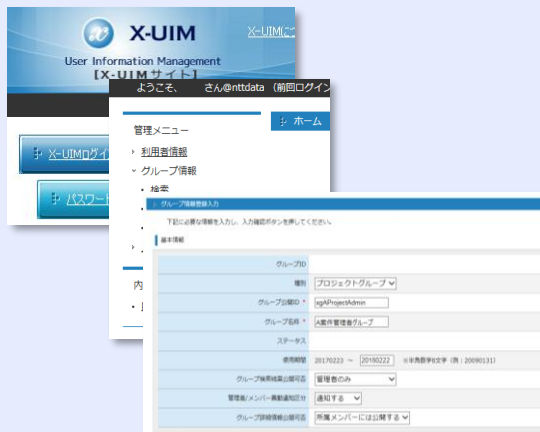 X-UIM
X-UIMに
User Information Management
[X-UIMサイト]
X-UIMログイ
パスワー
ようこそ、 さん@nttdata (前回ログイン
管理メニュー
ホーム
利用者情報
グループ情報
検索
内
グループ情報登録入力
下記に必要な情報を入力し、入力確認ボタンを押してください。
基本情報
グループID
種別 プロジェクトグループ
グループ公開ID * xgAProjectAdmin
グループ名称 * A案件管理者グループ
ステータス
使用期間 20170223 ～ 20180222 ※半角数字8文字 (例：20090131)
グループ検索結果公開可否 管理者のみ
管理者/メンバー異動通知区分 通知する
グループ詳細情報公開可否 所属メンバーには公開する